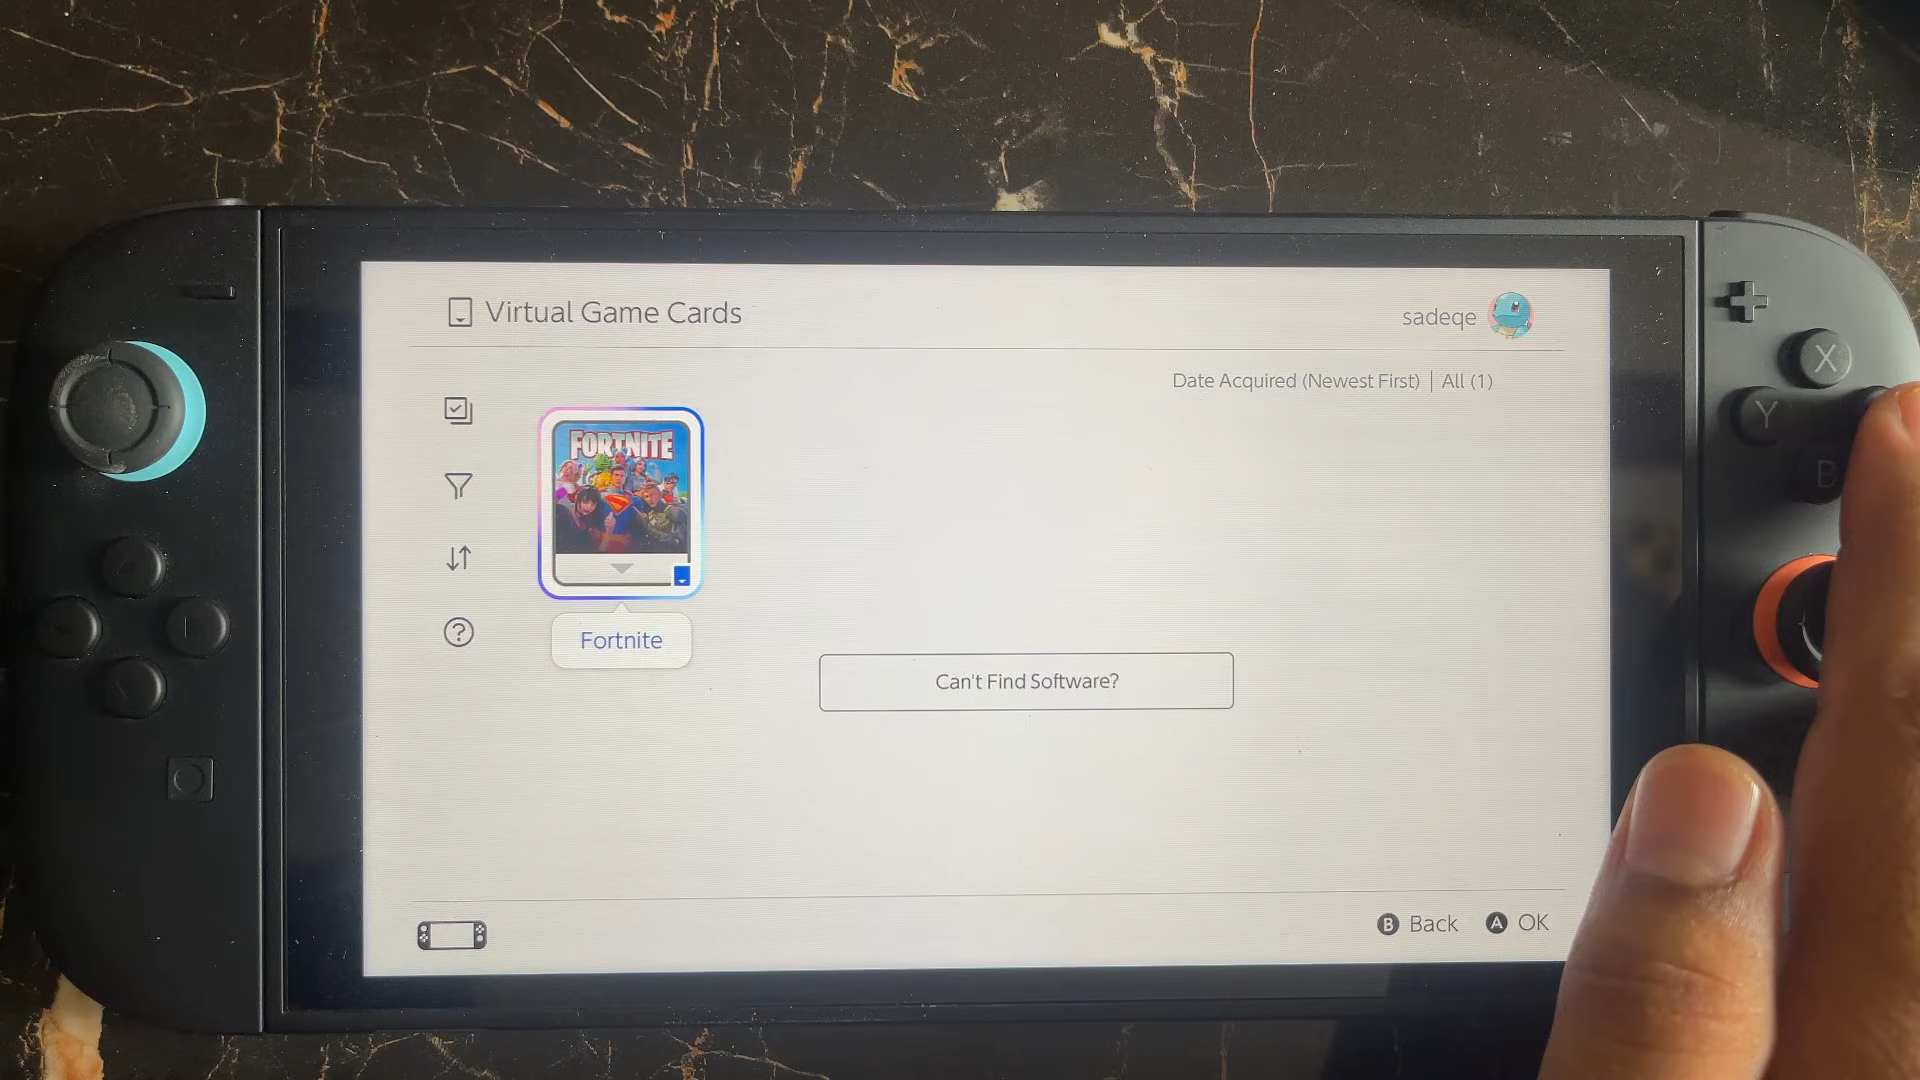 Virtual Game Cards
sadeqe
Date Acquired (Newest First) | All (1)
FORTNITE
Fortnite
Can't Find Software?
B Back A OK
X
Y
B